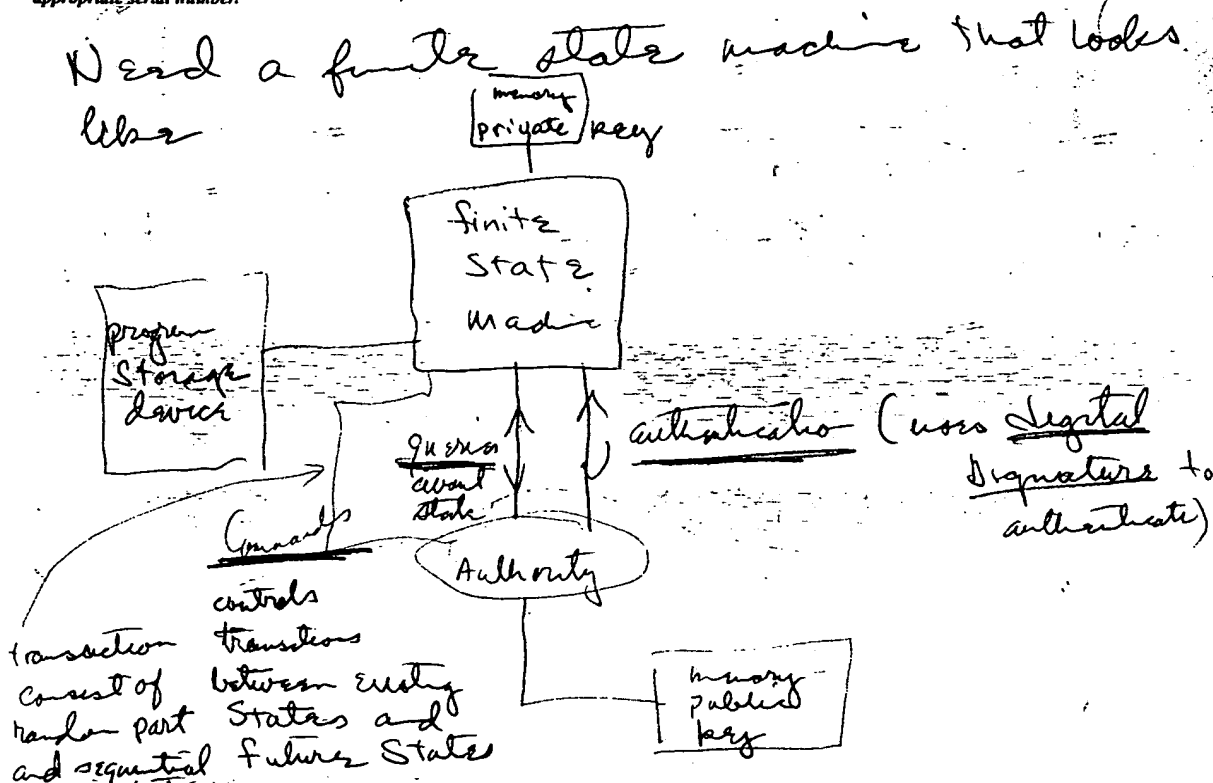 appropriate serial number.
Need a finite state machine that looks
like
memory
private key
finite
State
Machine
program
Storage
device
queries
about
state
authentication (uses digital
signature to
authenticate)
Commands
Authority
controls
transitions
between existing
States and
future States
transaction
consist of
random part
and sequential
memory
public
key